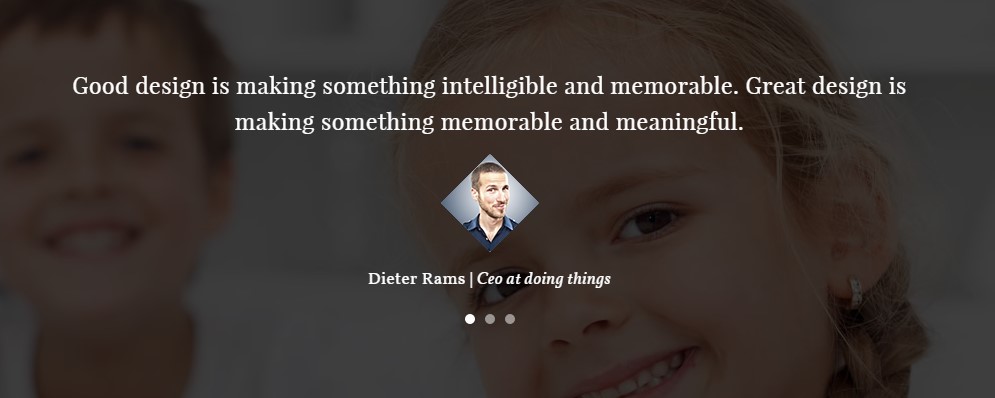 Good design is making something intelligible and memorable. Great design is
making something memorable and meaningful.
Dieter Rams | Ceo at doing things